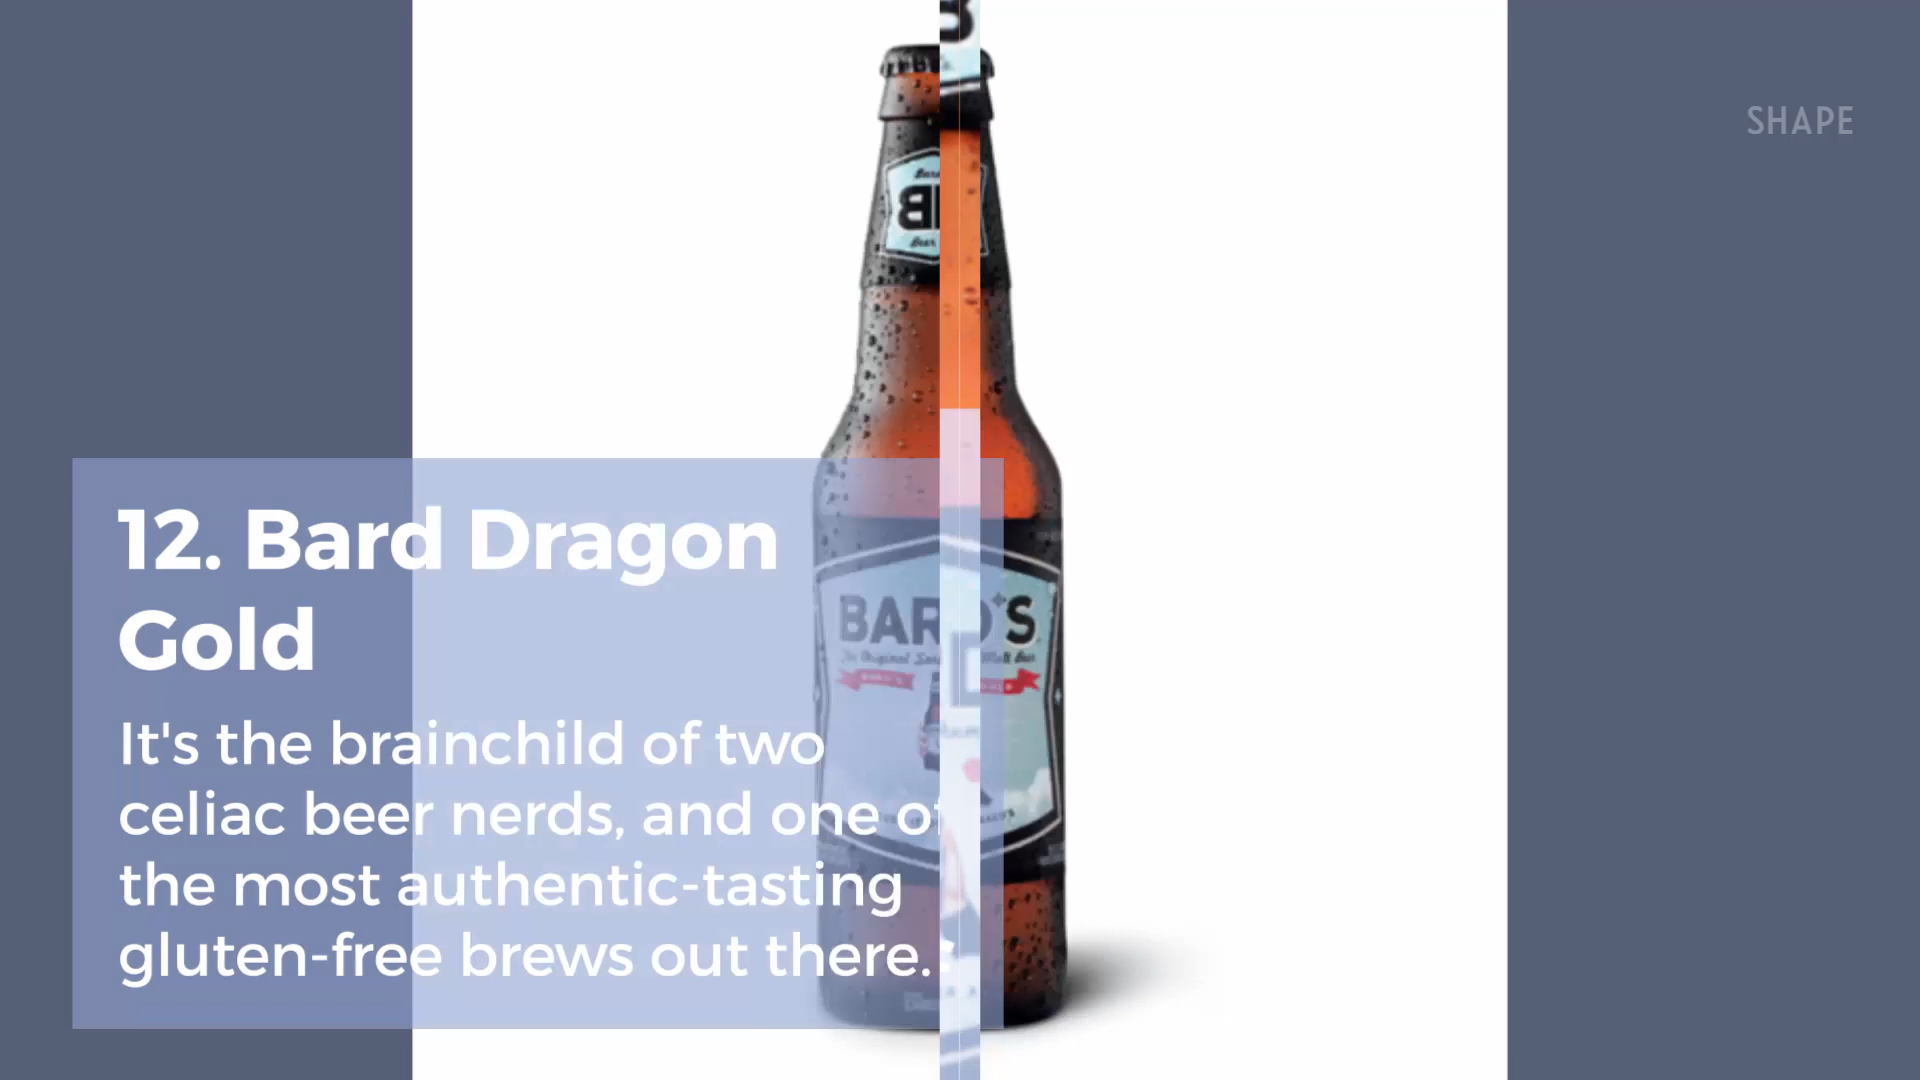 SHAPE
Beer
BARD'S
12. Bard Dragon
Gold
It's the brainchild of two
celiac beer nerds, and one of
the most authentic-tasting
gluten-free brews out there.